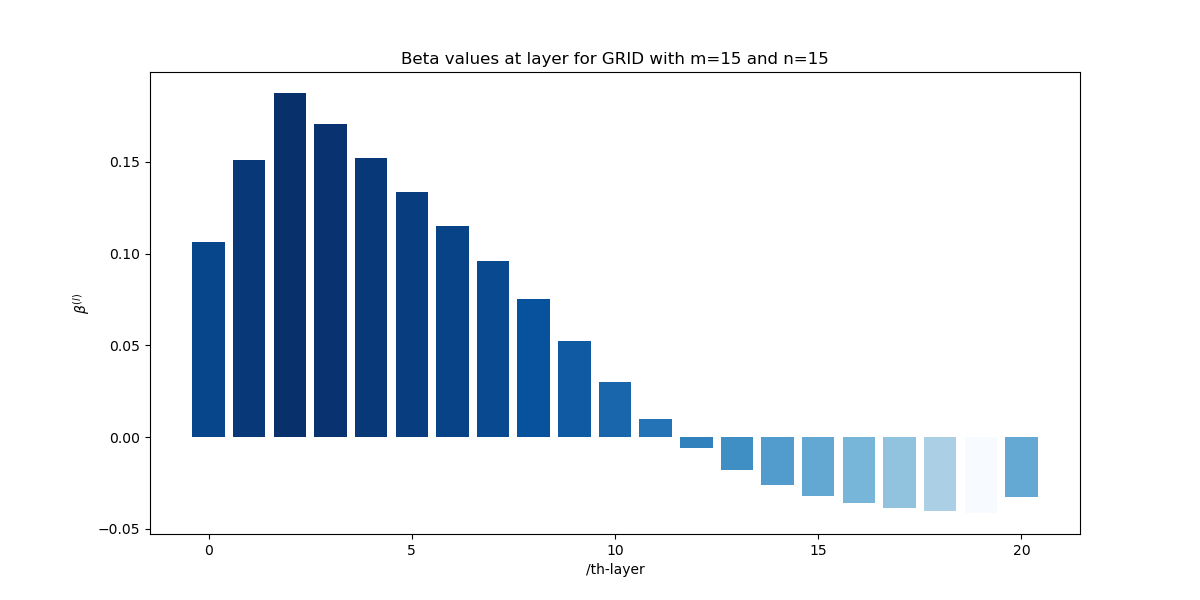 Beta values at layer for GRID with m=15 and n=15
0.15
0.10
0.05
0.00
−0.05
β^(l)
0 5 10 15 20
/th-layer